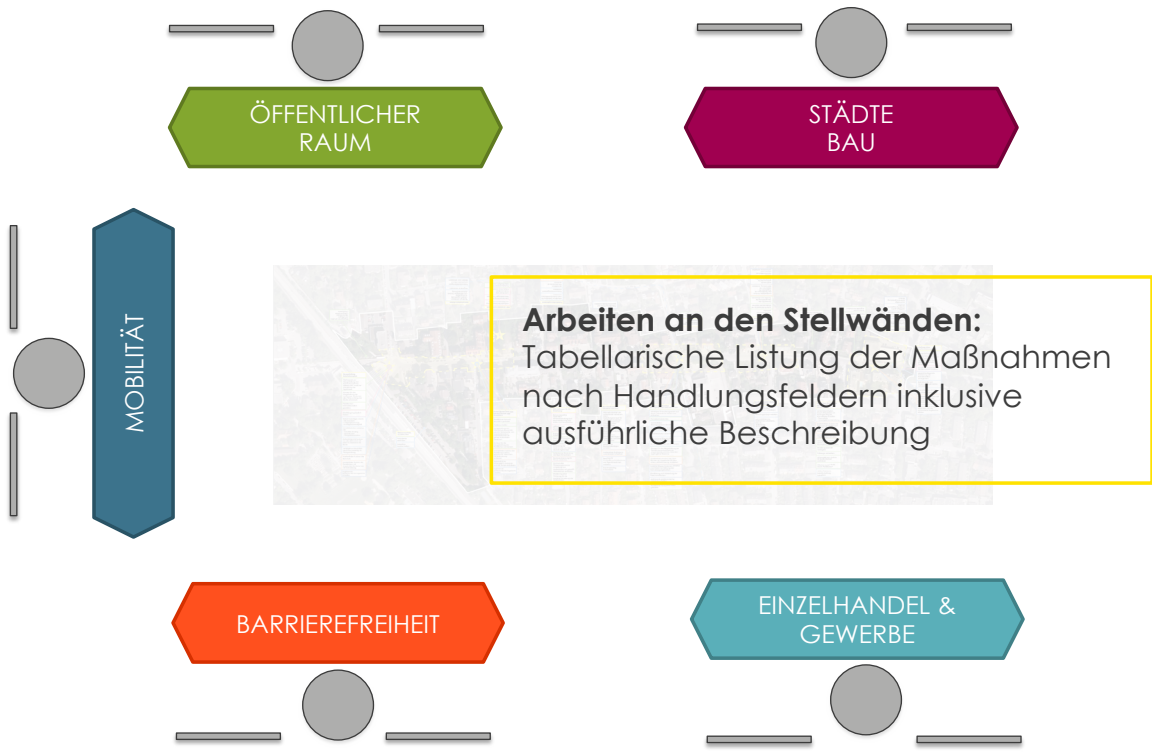 ÖFFENTLICHER
RAUM
STÄDTE
BAU
MOBILITÄT
Arbeiten an den Stellwänden:
Tabellarische Listung der Maßnahmen
nach Handlungsfeldern inklusive
ausführliche Beschreibung
BARRIEREFREIHEIT
EINZELHANDEL &
GEWERBE